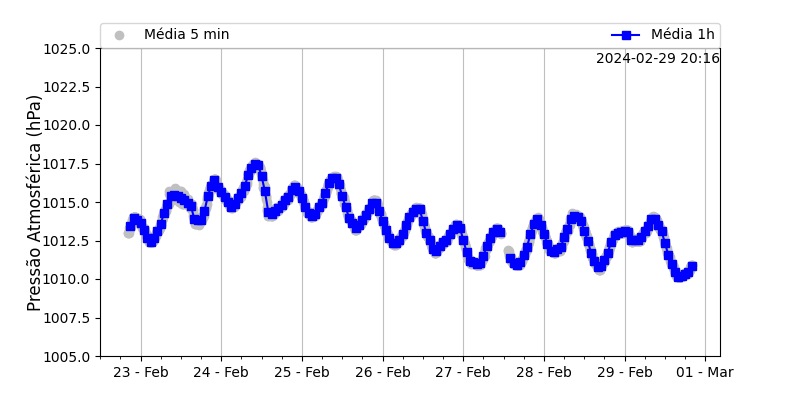 Média 5 min
Média 1h
2024-02-29 20:16
Pressão Atmosférica (hPa)
1025.0
1022.5
1020.0
1017.5
1015.0
1012.5
1010.0
1007.5
1005.0
23 - Feb
24 - Feb
25 - Feb
26 - Feb
27 - Feb
28 - Feb
29 - Feb
01 - Mar